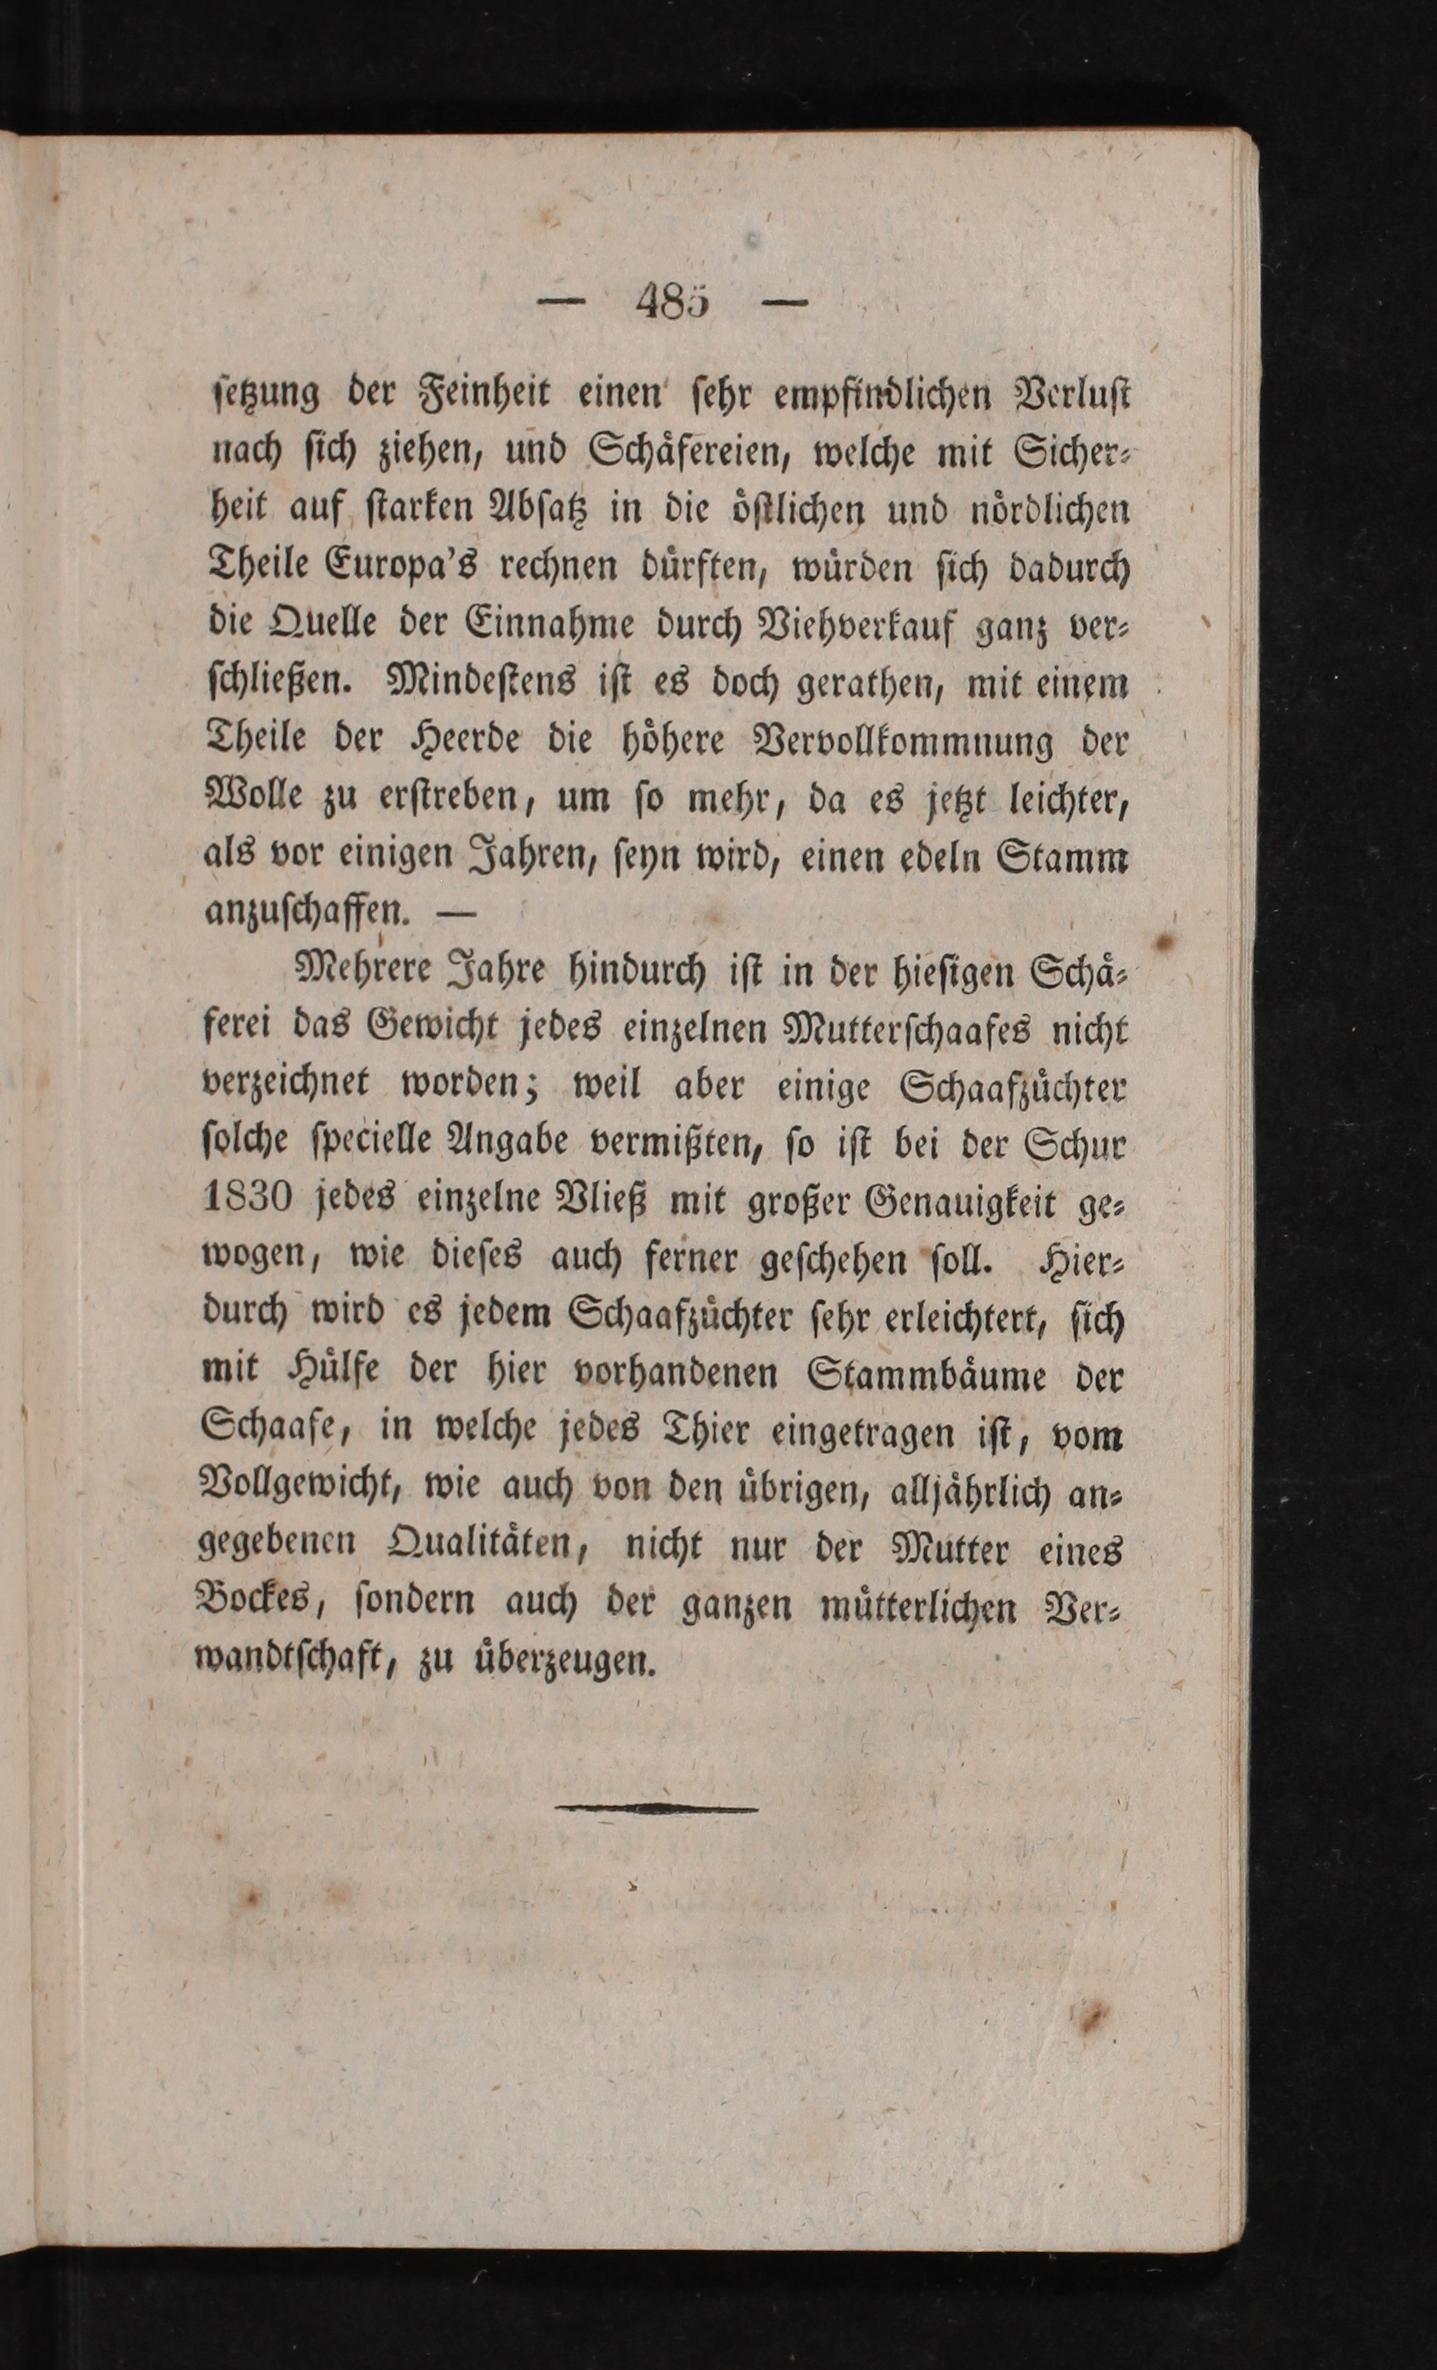 — 485 —
ſetzung der Feinheit einen ſehr empfindlichen Verluſt
nach ſich ziehen, und Schäfereien, welche mit Sicher⸗
heit auf ſtarken Abſatz in die öſtlichen und nördlichen
Theile Europa's rechnen dürften, würden ſich dadurch
die Quelle der Einnahme durch Viehverkauf ganz ver⸗
ſchließen. Mindeſtens iſt es doch gerathen, mit einem
Theile der Heerde die höhere Vervollkommnung der
Wolle zu erſtreben, um ſo mehr, da es jetzt leichter,
als vor einigen Jahren, ſeyn wird, einen edeln Stamm
anzuſchaffen. —
Mehrere Jahre hindurch iſt in der hieſigen Schä⸗
ferei das Gewicht jedes einzelnen Mutterſchaafes nicht
verzeichnet worden; weil aber einige Schaafzüchter
ſolche ſpecielle Angabe vermißten, ſo iſt bei der Schur
1830 jedes einzelne Vließ mit großer Genauigkeit ge⸗
wogen, wie dieſes auch ferner geſchehen ſoll. Hier⸗
durch wird es jedem Schaafzüchter ſehr erleichtert, ſich
mit Hülfe der hier vorhandenen Stammbäume der
Schaafe, in welche jedes Thier eingetragen iſt, vom
Vollgewicht, wie auch von den übrigen, alljährlich an⸗
gegebenen Qualitäten, nicht nur der Mutter eines
Bockes, ſondern auch der ganzen mütterlichen Ver⸗
wandtſchaft, zu überzeugen.